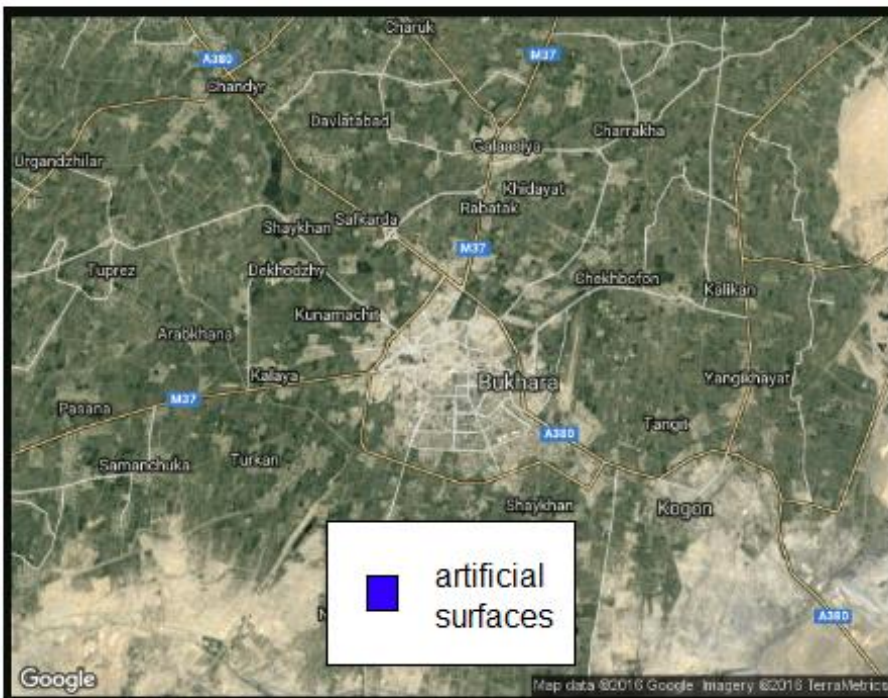 Charuk
A380
M37
Chandyr
Davlatabad
Galaosiya
Charrakha
Urgandzhilar
Khidayat
Rabatak
Safkarda
Shaykhan
M37
Tuprez
Dekhodzhy
Chekhbofon
Kalikan
Kunamachit
Arabkhana
Kalaya
Bukhara
Yangikhayat
M37
Pasana
Tangit
A380
Samanchuka
Turkan
Shaykhan
Kogon
artificial
surfaces
A380
Google
Map data ©2016 Google Imagery ©2016 TerraMetrics